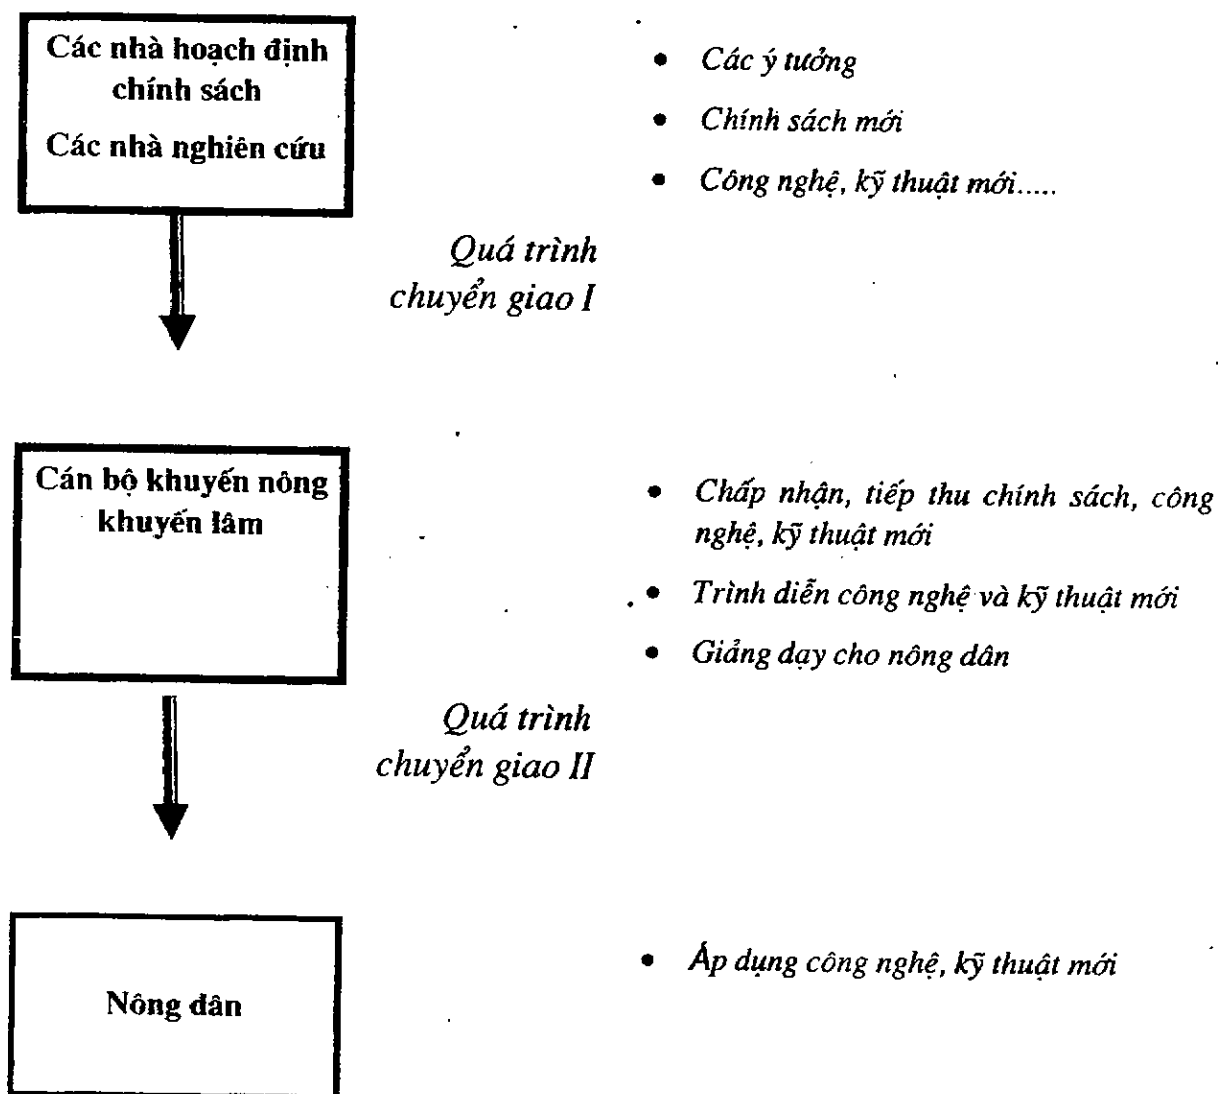 Các nhà hoạch định
chính sách
Các nhà nghiên cứu
• Các ý tưởng
• Chính sách mới
• Công nghệ, kỹ thuật mới.....
Quá trình
chuyển giao I
Cán bộ khuyến nông
khuyến lâm
• Chấp nhận, tiếp thu chính sách, công
nghệ, kỹ thuật mới
• Trình diễn công nghệ và kỹ thuật mới
• Giảng dạy cho nông dân
Quá trình
chuyển giao II
Nông dân
• Áp dụng công nghệ, kỹ thuật mới